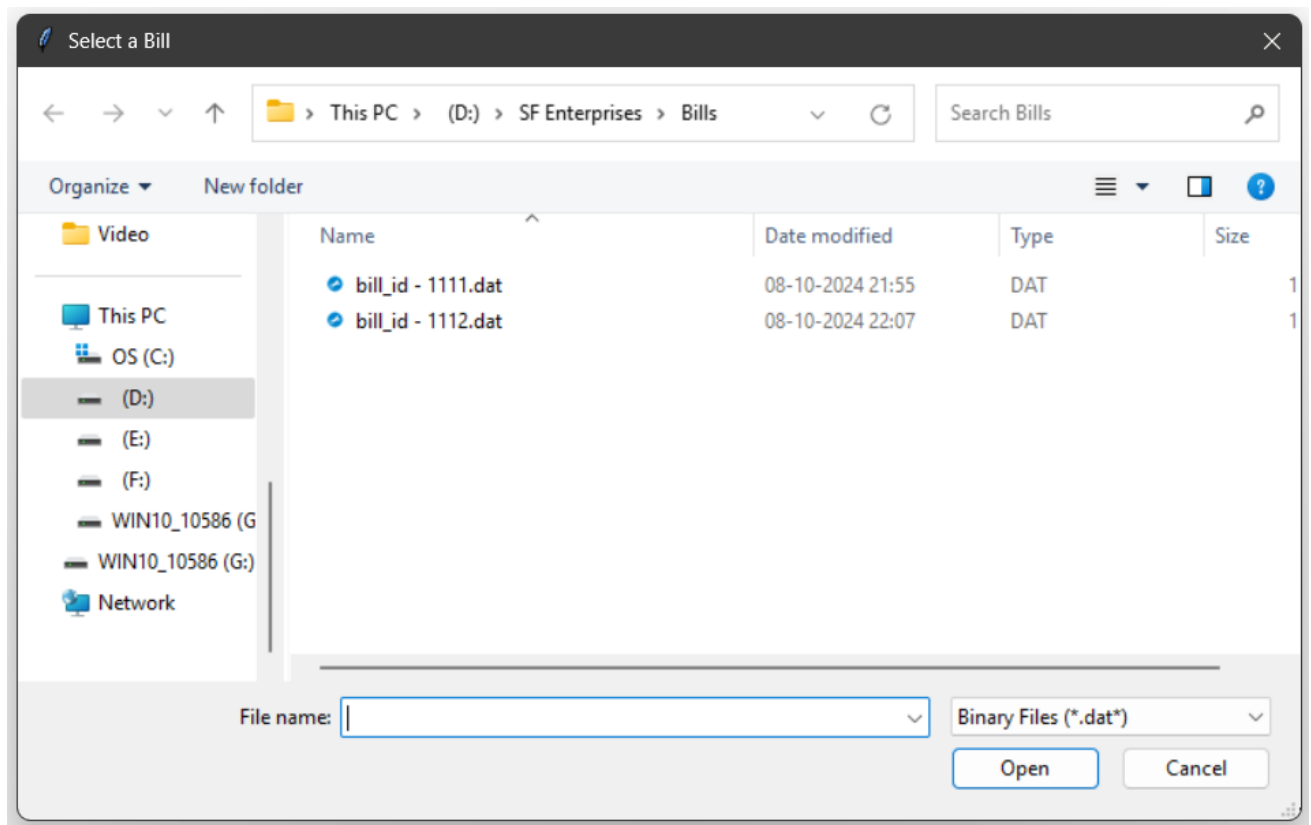 Select a Bill
This PC (D:) SF Enterprises Bills
Search Bills
Organize New folder
?
Video
This PC
OS (C:)
(D:)
(E:)
(F:)
WIN10_10586 (G
WIN10_10586 (G:)
Network
Name Date modified Type Size
bill_id - 1111.dat 08-10-2024 21:55 DAT 1
bill_id - 1112.dat 08-10-2024 22:07 DAT 1
File name:
Binary Files (*.dat*)
Open Cancel